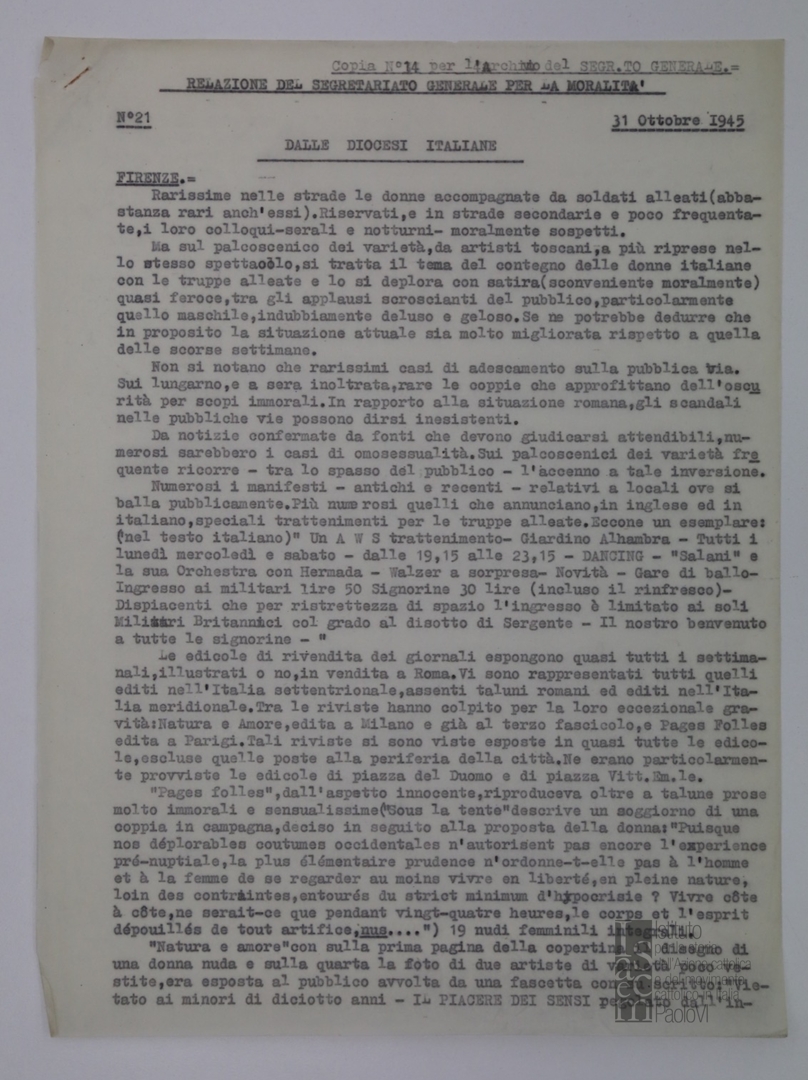 Copia N°14 per l'Archivio del SEGR.TO GENERALE.=
RELAZIONE DEL SEGRETARIATO GENERALE PER LA MORALITA'
N°21
31 Ottobre 1945
DALLE DIOCESI ITALIANE
FIRENZE.=
Rarissime nelle strade le donne accompagnate da soldati alleati(abba-
stanza rari anch'essi).Riservati,e in strade secondarie e poco frequenta-
te,i loro colloqui-serali e notturni- moralmente sospetti.
Ma sul palcoscenico dei varietà,da artisti toscani,a più riprese nel-
lo stesso spettacolo,si tratta il tema del contegno delle donne italiane
con le truppe alleate e lo si deplora con satira(sconveniente moralmente)
quasi feroce,tra gli applausi scroscianti del pubblico,particolarmente
quello maschile,indubbiamente deluso e geloso.Se ne potrebbe dedurre che
in proposito la situazione attuale sia molto migliorata rispetto a quella
delle scorse settimane.
Non si notano che rarissimi casi di adescamento sulla pubblica via.
Sui lungarno,e a sera inoltrata,rare le coppie che approfittano dell'oscu
rità per scopi immorali.In rapporto alla situazione romana,gli scandali
nelle pubbliche vie possono dirsi inesistenti.
Da notizie confermate da fonti che devono giudicarsi attendibili,nu-
merosi sarebbero i casi di omosessualità.Sui palcoscenici dei varietà fre
quente ricorre - tra lo spasso del pubblico - l'accenno a tale inversione.
Numerosi i manifesti - antichi e recenti - relativi a locali ove si
balla pubblicamente.Più numerosi quelli che annunciano,in inglese ed in
italiano,speciali trattenimenti per le truppe alleate.Eccone un esemplare:
(nel testo italiano)" Un A W S trattenimento- Giardino Alhambra - Tutti i
lunedì mercoledì e sabato - dalle 19,15 alle 23,15 - DANCING - "Salani" e
la sua Orchestra con Hermada - Walzer a sorpresa- Novità - Gare di ballo-
Ingresso ai militari lire 50 Signorine 30 lire (incluso il rinfresco)-
Dispiacenti che per ristrettezza di spazio l'ingresso è limitato ai soli
Militari Britannici col grado al disotto di Sergente - Il nostro benvenuto
a tutte le signorine - "
Le edicole di rivendita dei giornali espongono quasi tutti i settima-
nali,illustrati o no,in vendita a Roma.Vi sono rappresentati tutti quelli
editi nell'Italia settentrionale,assenti taluni romani ed editi nell'Ita-
lia meridionale.Tra le riviste hanno colpito per la loro eccezionale gra-
vità:Natura e Amore,edita a Milano e già al terzo fascicolo,e Pages Folles
edita a Parigi.Tali riviste si sono viste esposte in quasi tutte le edico-
le,escluse quelle poste alla periferia della città.Ne erano particolarmen-
te provviste le edicole di piazza del Duomo e di piazza Vitt.Em.le.
"Pages folles",dall'aspetto innocente,riproduceva oltre a talune prose
molto immorali e sensualissime("Sous la tente"descrive un soggiorno di una
coppia in campagna,deciso in seguito alla proposta della donna:"Puisque
nos déplorables coutumes occidentales n'autorisent pas encore l'experience
pré-nuptiale,la plus élémentaire prudence n'ordonne-t-elle pas à l'homme
et à la femme de se regarder au moins vivre en liberté,en pleine nature,
loin des contraintes,entourés du strict minimum d'hypocrisie ? Vivre côte
à côte,ne serait-ce que pendant vingt-quatre heures,le corps et l'esprit
dépouillés de tout artifice,nus....") 19 nudi femminili integrali.
"Natura e amore"con sulla prima pagina della copertina il disegno di
una donna nuda e sulla quarta la foto di due artiste di varietà poco ve-
stite,era esposta al pubblico avvolta da una fascetta con lo scritto:"Vie-
tato ai minori di diciotto anni - IL PIACERE DEI SENSI dall'in-
Istituto
per la storia
dell'Azione cattolica
e del movimento
cattolico in Italia
Paolo VI